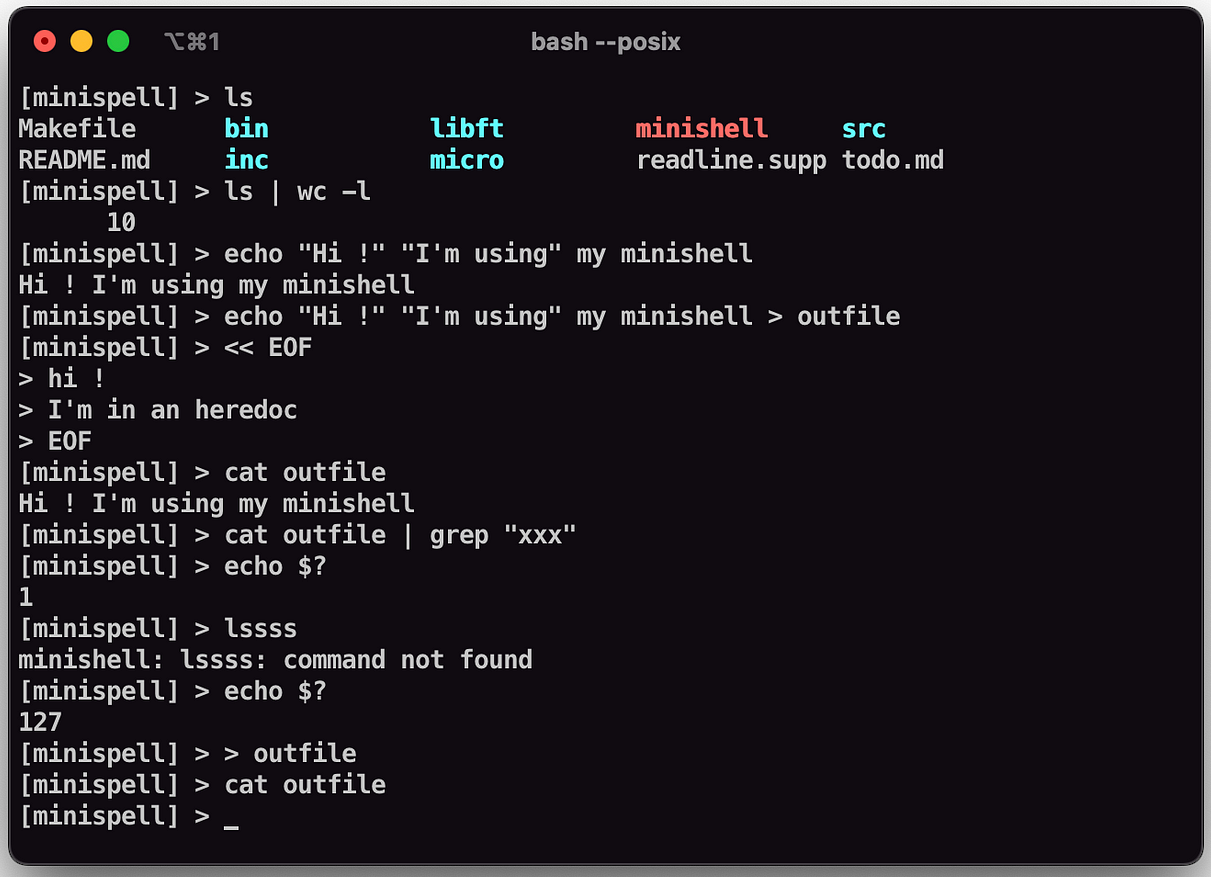 ⌥⌘1 bash --posix
[minispell] > ls
Makefile bin libft minishell src
README.md inc micro readline.supp todo.md
[minispell] > ls | wc -l
10
[minispell] > echo "Hi !" "I'm using" my minishell
Hi ! I'm using my minishell
[minispell] > echo "Hi !" "I'm using" my minishell > outfile
[minispell] > << EOF
> hi !
> I'm in an heredoc
> EOF
[minispell] > cat outfile
Hi ! I'm using my minishell
[minispell] > cat outfile | grep "xxx"
[minispell] > echo $?
1
[minispell] > lssss
minishell: lssss: command not found
[minispell] > echo $?
127
[minispell] > > outfile
[minispell] > cat outfile
[minispell] > _